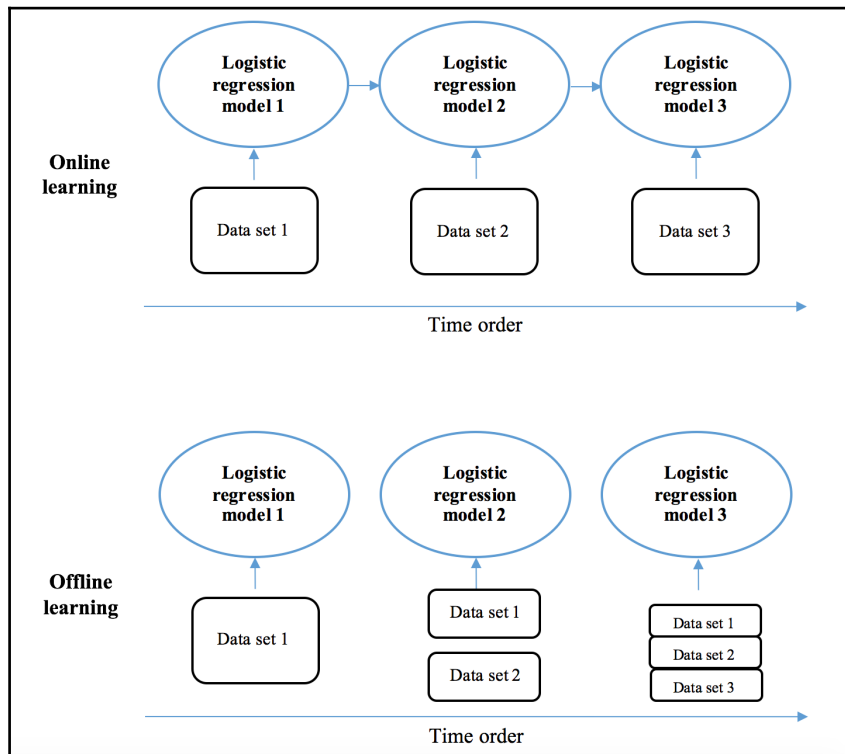 Logistic
regression
model 1
Logistic
regression
model 2
Logistic
regression
model 3
Online
learning
Data set 1
Data set 2
Data set 3
Time order
Logistic
regression
model 1
Logistic
regression
model 2
Logistic
regression
model 3
Offline
learning
Data set 1
Data set 1
Data set 2
Data set 1
Data set 2
Data set 3
Time order